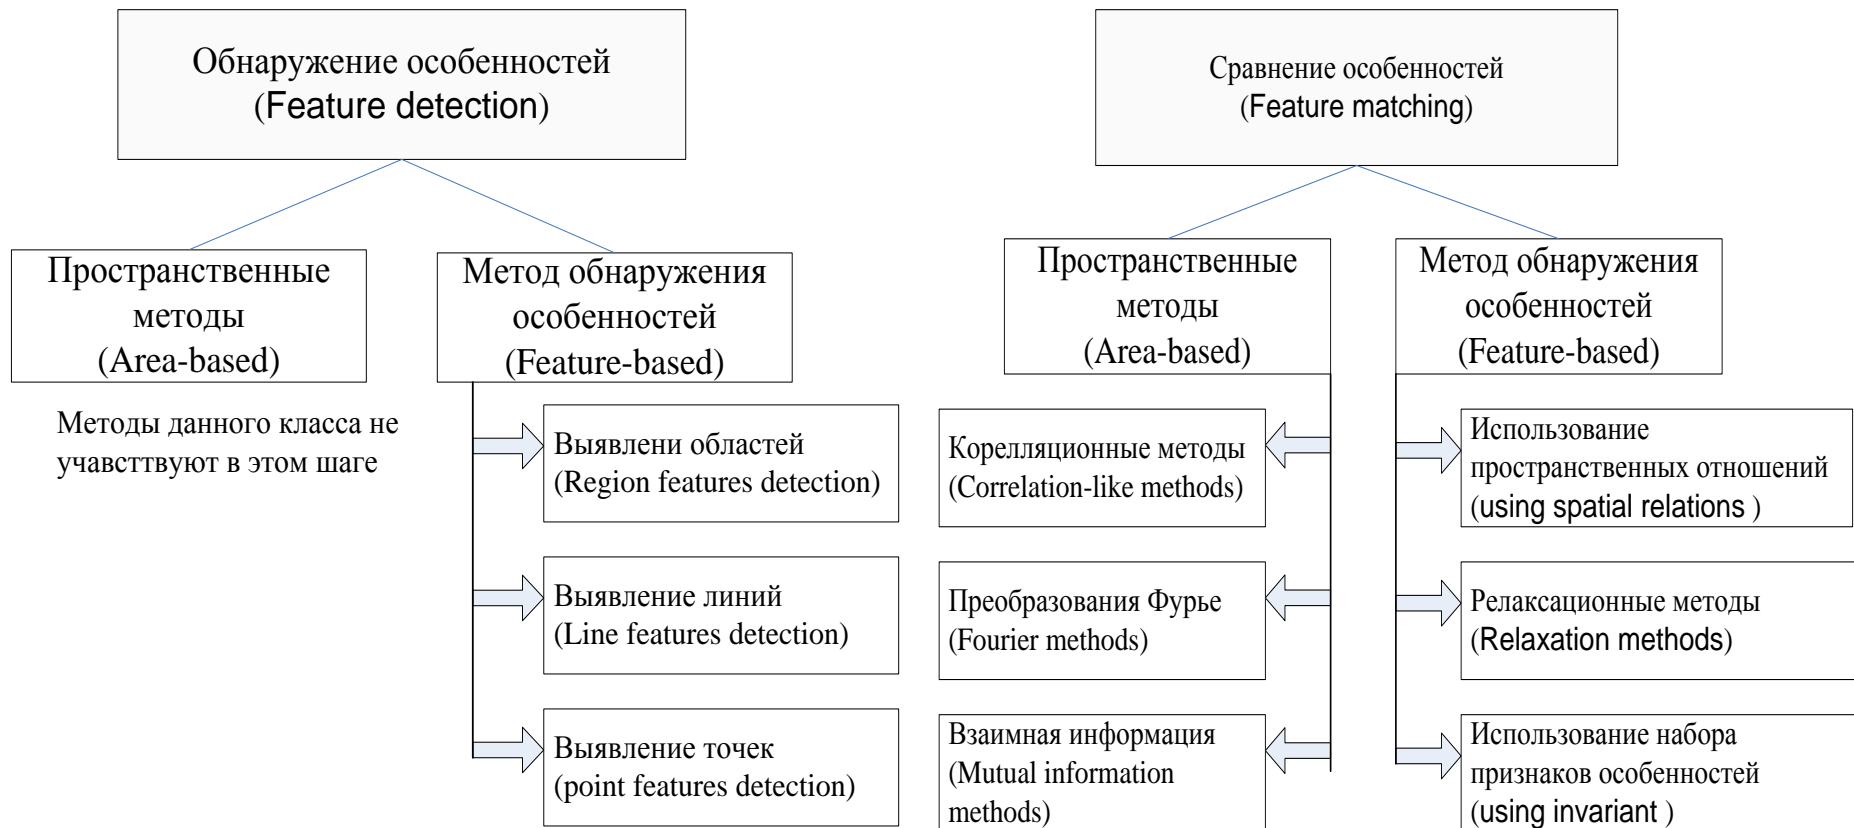 Обнаружение особенностей
(Feature detection)
Пространственные
методы
(Area-based)
Методы данного класса не
учавсттвуют в этом шаге
Метод обнаружения
особенностей
(Feature-based)
Выявлени областей
(Region features detection)
Выявление линий
(Line features detection)
Выявление точек
(point features detection)
Сравнение особенностей
(Feature matching)
Пространственные
методы
(Area-based)
Корелляционные методы
(Correlation-like methods)
Преобразования Фурье
(Fourier methods)
Взаимная информация
(Mutual information
methods)
Метод обнаружения
особенностей
(Feature-based)
Использование
пространственных отношений
(using spatial relations )
Релаксационные методы
(Relaxation methods)
Использование набора
признаков особенностей
(using invariant )